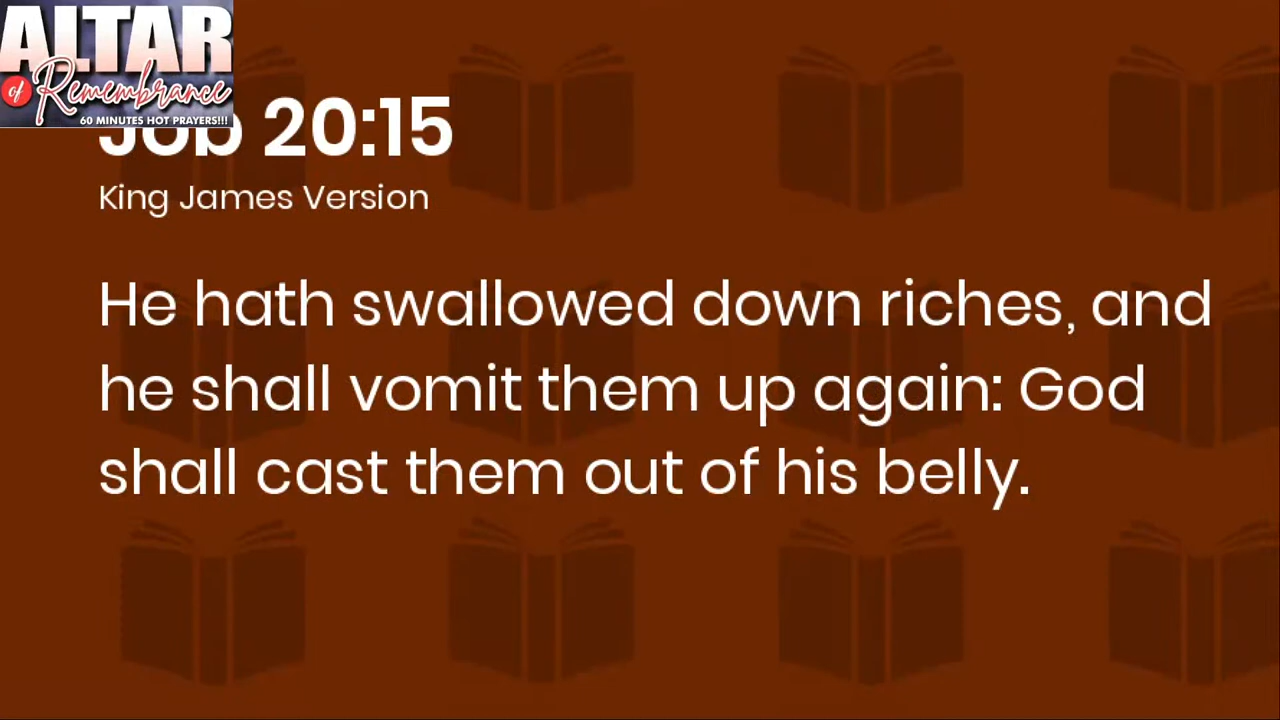 ALTAR
of Remembrance
60 MINUTES HOT PRAYERS!!!
Job 20:15
King James Version
He hath swallowed down riches, and
he shall vomit them up again: God
shall cast them out of his belly.